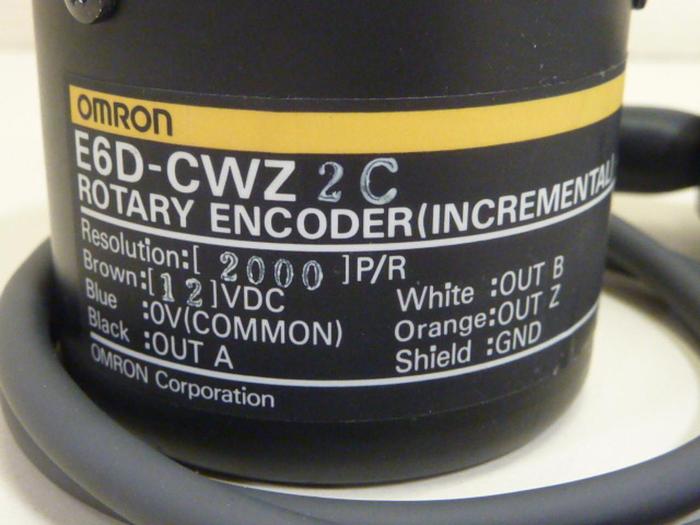 OMRON
E6D-CWZ 2C
ROTARY ENCODER(INCREMENTAL)
Resolution:[ 2000 ]P/R
Brown:[12]VDC
Blue :0V(COMMON)
Black :OUT A
White :OUT B
Orange:OUT Z
Shield :GND
OMRON Corporation